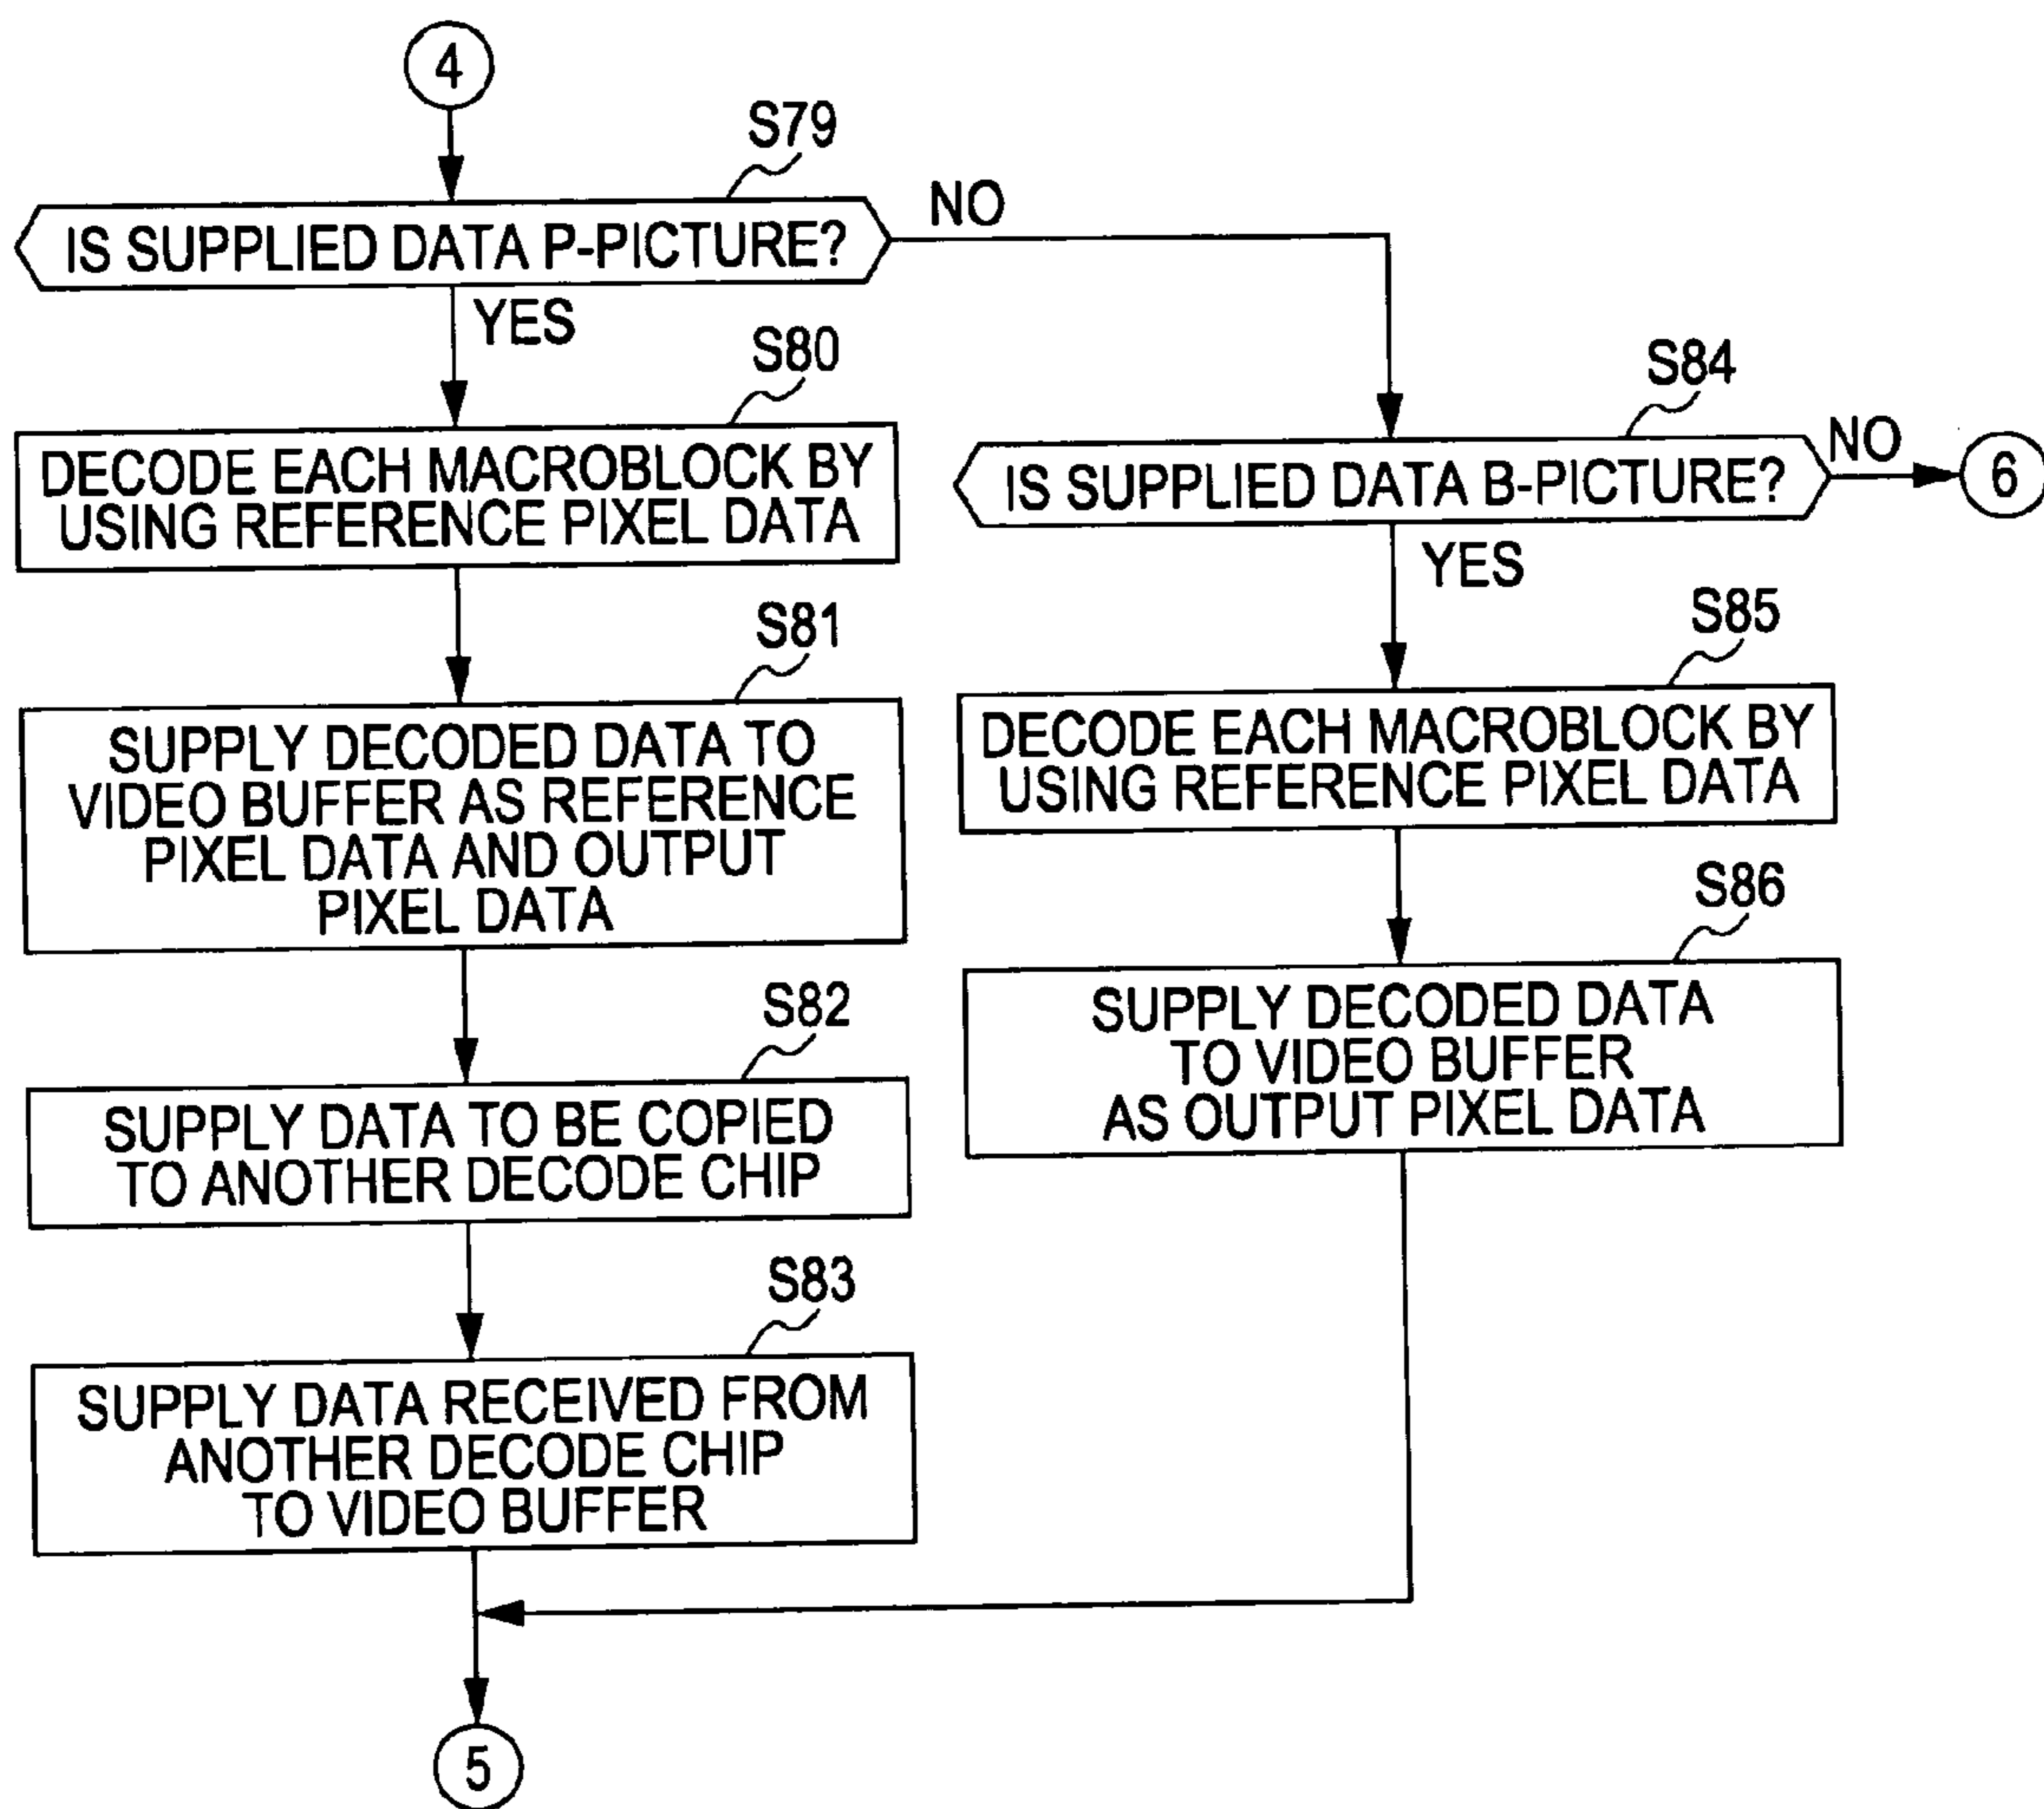 4
S79
IS SUPPLIED DATA P-PICTURE?
NO
YES
S80
DECODE EACH MACROBLOCK BY
USING REFERENCE PIXEL DATA
S81
SUPPLY DECODED DATA TO
VIDEO BUFFER AS REFERENCE
PIXEL DATA AND OUTPUT
PIXEL DATA
S82
SUPPLY DATA TO BE COPIED
TO ANOTHER DECODE CHIP
S83
SUPPLY DATA RECEIVED FROM
ANOTHER DECODE CHIP
TO VIDEO BUFFER
5
S84
IS SUPPLIED DATA B-PICTURE?
NO
6
YES
S85
DECODE EACH MACROBLOCK BY
USING REFERENCE PIXEL DATA
S86
SUPPLY DECODED DATA
TO VIDEO BUFFER
AS OUTPUT PIXEL DATA